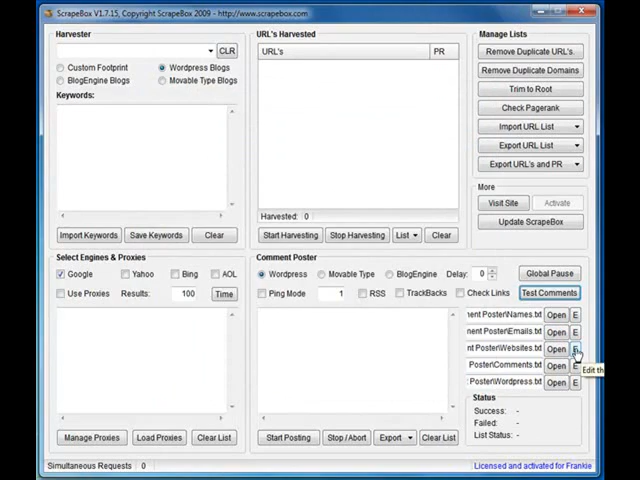 ScrapeBox V1.7.15, Copyright ScrapeBox 2009 - http://www.scrapebox.com
Harvester
CLR
Custom Footprint
Wordpress Blogs
BlogEngine Blogs
Movable Type Blogs
Keywords:
Import Keywords
Save Keywords
Clear
URL's Harvested
URL's
PR
Harvested: 0
Start Harvesting
Stop Harvesting
List
Clear
Manage Lists
Remove Duplicate URL's
Remove Duplicate Domains
Trim to Root
Check Pagerank
Import URL List
Export URL List
Export URL's and PR
More
Visit Site
Activate
Update ScrapeBox
Select Engines & Proxies
Google
Yahoo
Bing
AOL
Use Proxies
Results:
100
Time
Manage Proxies
Load Proxies
Clear List
Comment Poster
Wordpress
Movable Type
BlogEngine
Delay:
0
Global Pause
Ping Mode
1
RSS
TrackBacks
Check Links
Test Comments
ment Poster\Names.txt
Open
E
ment Poster\Emails.txt
Open
E
nt Poster\Websites.txt
Open
E
Poster\Comments.txt
Open
E
Edit th
Poster\Wordpress.txt
Open
E
Status
Success: -
Failed: -
List Status: -
Start Posting
Stop / Abort
Export
Clear List
Simultaneous Requests 0
Licensed and activated for Frankie